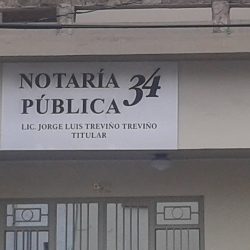 NOTARÍA 34
PÚBLICA
LIC. JORGE LUIS TREVIÑO TREVIÑO
TITULAR